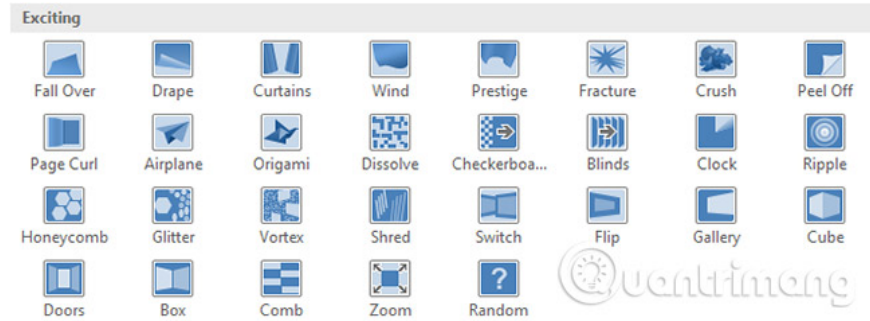 Exciting
Fall Over Drape Curtains Wind Prestige Fracture Crush Peel Off
Page Curl Airplane Origami Dissolve Checkerboa... Blinds Clock Ripple
Honeycomb Glitter Vortex Shred Switch Flip Gallery Cube
Quantrimang
?
Doors Box Comb Zoom Random